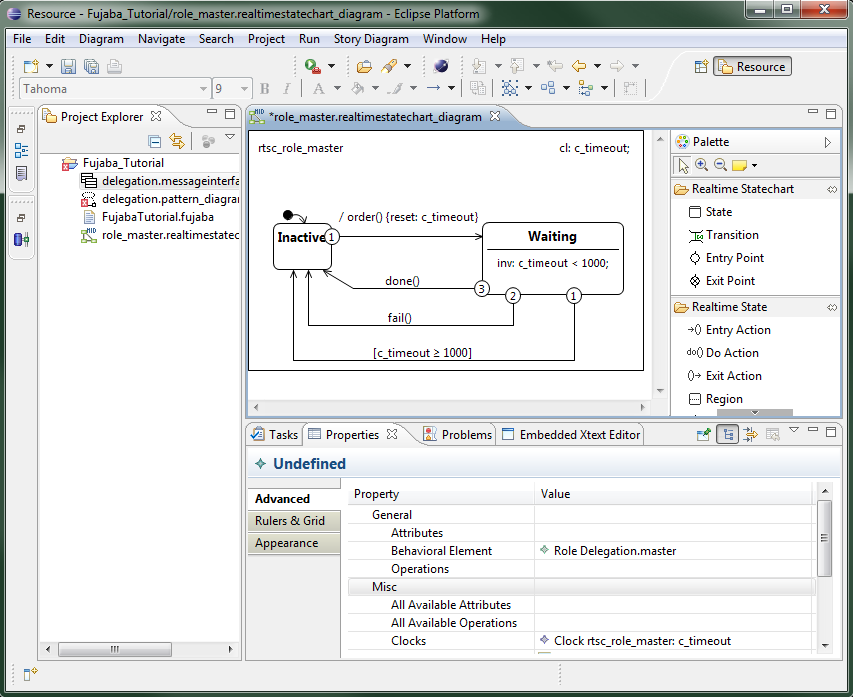 Resource - Fujaba_Tutorial/role_master.realtimestatechart_diagram - Eclipse Platform
File Edit Diagram Navigate Search Project Run Story Diagram Window Help
Resource
Tahoma 9 B I A
Project Explorer
Fujaba_Tutorial
delegation.messageinterfa
delegation.pattern_diagrar
FujabaTutorial.fujaba
role_master.realtimestatec
*role_master.realtimestatechart_diagram
rtsc_role_master cl: c_timeout;
/ order() {reset: c_timeout}
Inactive 1
Waiting
inv: c_timeout < 1000;
done() 3
2 1
fail()
[c_timeout ≥ 1000]
Palette
Realtime Statechart
State
Transition
Entry Point
Exit Point
Realtime State
Entry Action
do() Do Action
Exit Action
Region
Tasks Properties Problems Embedded Xtext Editor
Undefined
Advanced
Rulers & Grid
Appearance
Property Value
General
Attributes
Behavioral Element Role Delegation.master
Operations
Misc
All Available Attributes
All Available Operations
Clocks Clock rtsc_role_master: c_timeout